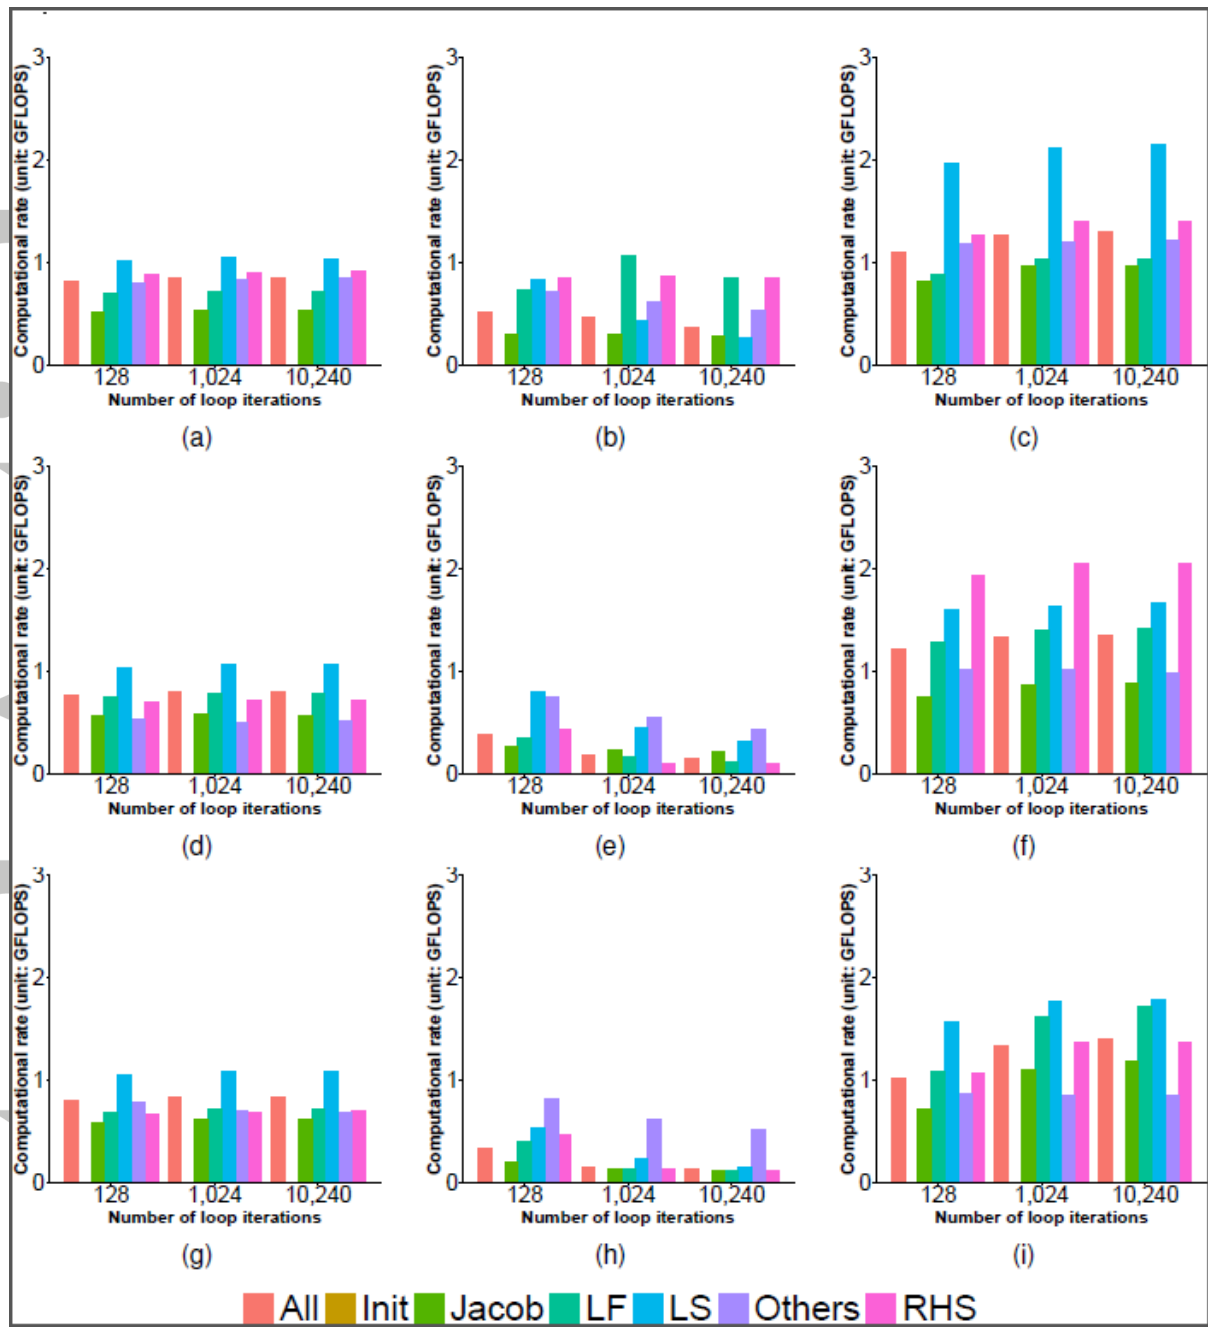 3 3 3
Computational rate (unit: GFLOPS) Computational rate (unit: GFLOPS) Computational rate (unit: GFLOPS)
2 2 2
1 1 1
0 0 0
128 1,024 10,240 128 1,024 10,240 128 1,024 10,240
Number of loop iterations Number of loop iterations Number of loop iterations
(a) (b) (c)
3 3 3
Computational rate (unit: GFLOPS) Computational rate (unit: GFLOPS) Computational rate (unit: GFLOPS)
2 2 2
1 1 1
0 0 0
128 1,024 10,240 128 1,024 10,240 128 1,024 10,240
Number of loop iterations Number of loop iterations Number of loop iterations
(d) (e) (f)
3 3 3
Computational rate (unit: GFLOPS) Computational rate (unit: GFLOPS) Computational rate (unit: GFLOPS)
2 2 2
1 1 1
0 0 0
128 1,024 10,240 128 1,024 10,240 128 1,024 10,240
Number of loop iterations Number of loop iterations Number of loop iterations
(g) (h) (i)
All Init Jacob LF LS Others RHS